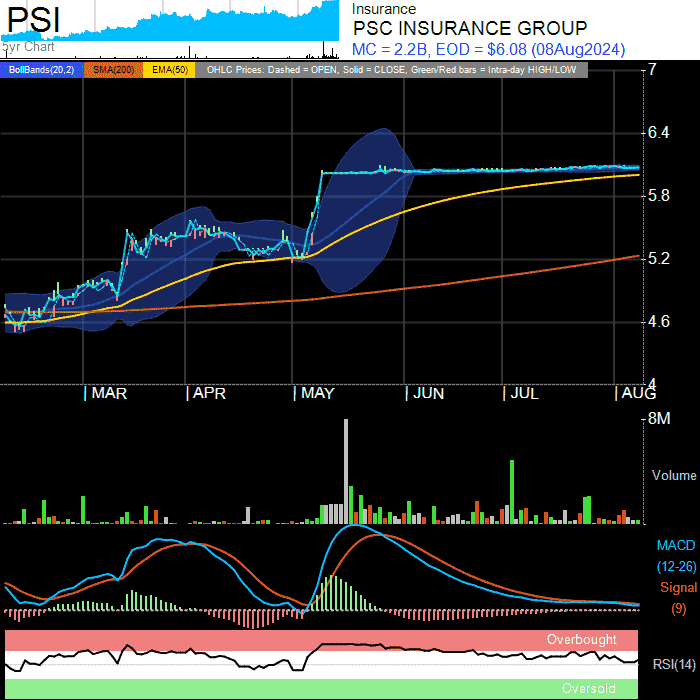 PSI
5yr Chart
Insurance
PSC INSURANCE GROUP
MC = 2.2B, EOD = $6.08 (08Aug2024)
BollBands(20,2) SMA(200) EMA(50) OHLC Prices: Dashed = OPEN, Solid = CLOSE, Green/Red bars = Intra-day HIGH/LOW
7
6.4
5.8
5.2
4.6
4
| MAR | APR | MAY | JUN | JUL | AUG
8M
Volume
MACD
(12-26)
Signal
(9)
Overbought
RSI(14)
Oversold